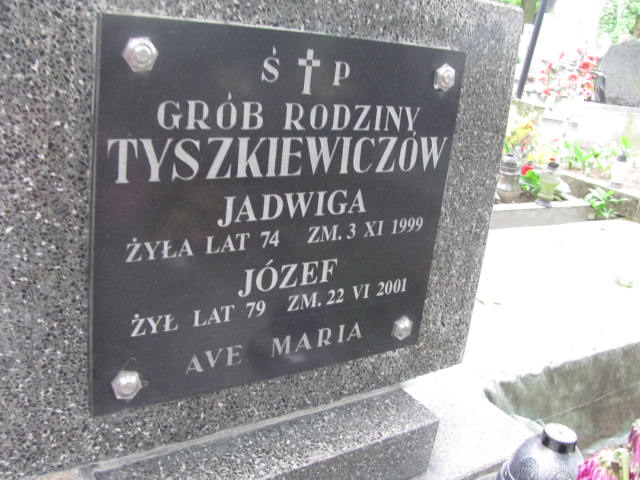 Ś † P
GRÓB RODZINY
TYSZKIEWICZÓW
JADWIGA
ŻYŁA LAT 74 ZM. 3 XI 1999
JÓZEF
ŻYŁ LAT 79 ZM. 22 VI 2001
AVE MARIA